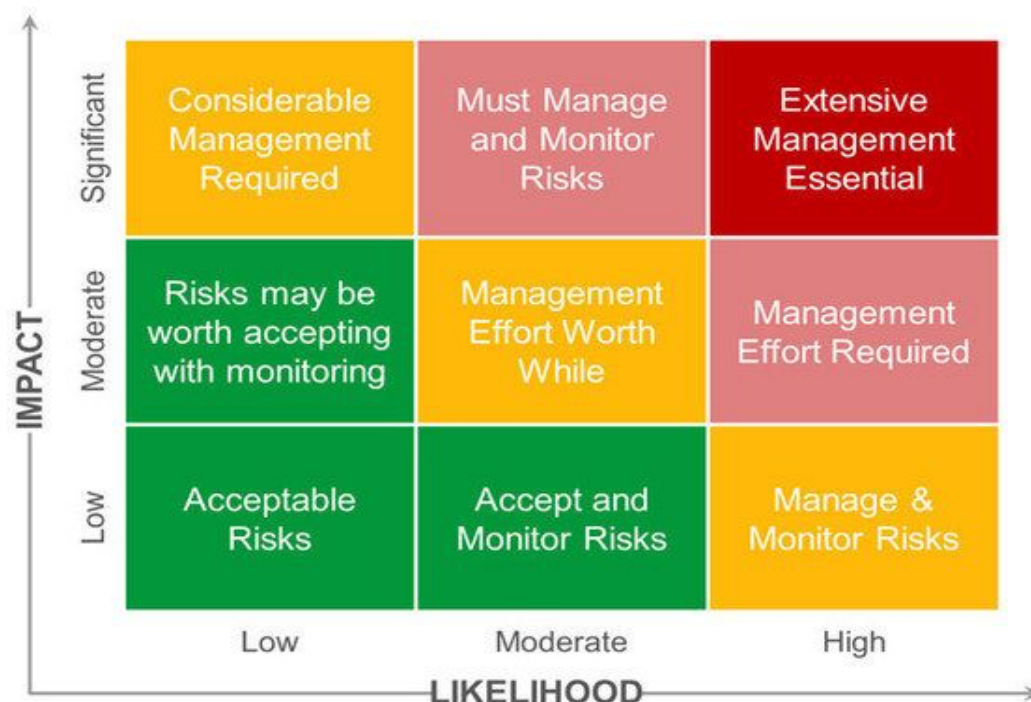 IMPACT
Significant
Considerable
Management
Required
Must Manage
and Monitor
Risks
Extensive
Management
Essential
Moderate
Risks may be
worth accepting
with monitoring
Management
Effort Worth
While
Management
Effort Required
Low
Acceptable
Risks
Accept and
Monitor Risks
Manage &
Monitor Risks
Low
Moderate
High
LIKELIHOOD